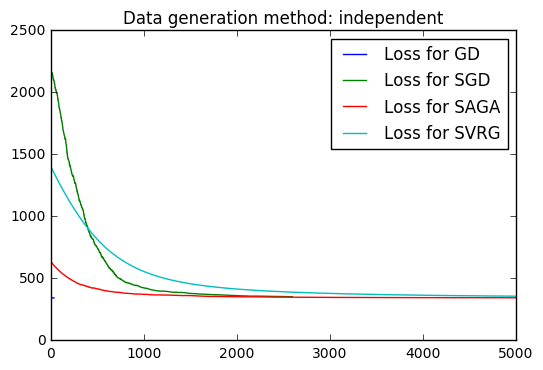 Data generation method: independent
2500
2000
1500
1000
500
0
Loss for GD
Loss for SGD
Loss for SAGA
Loss for SVRG
0 1000 2000 3000 4000 5000